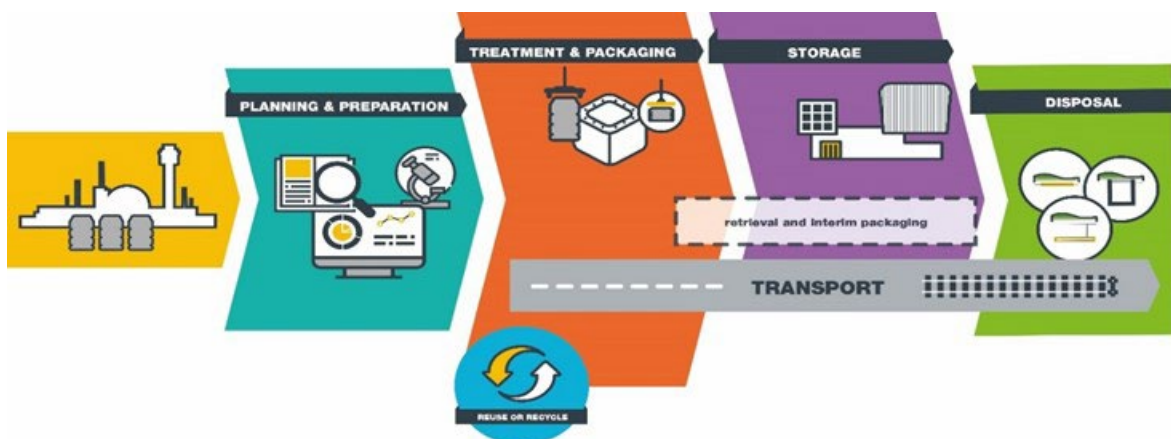 TREATMENT & PACKAGING
STORAGE
PLANNING & PREPARATION
DISPOSAL
retrieval and interim packaging
TRANSPORT
REUSE OR RECYCLE